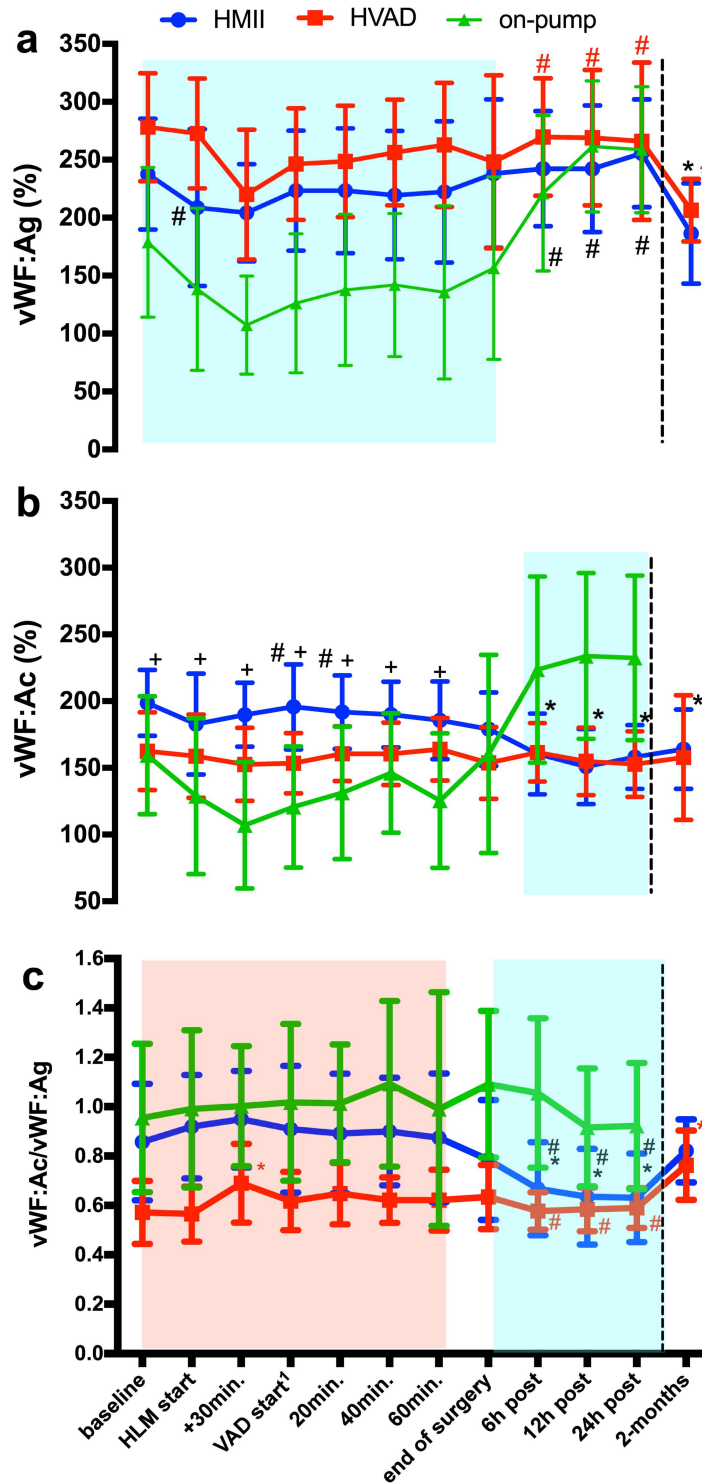 HMII HVAD on-pump
a
vWF:Ag (%)
350
300
250
200
150
100
50
0
# # #
#
# # #
*
b
vWF:Ac (%)
350
300
250
200
150
100
50
+ + + # + # + + +
* * * *
c
vWF:Ac/vWF:Ag
1.6
1.4
1.2
1.0
0.8
0.6
0.4
0.2
0.0
*
# # #
* * *
# # #
*
baseline
HLM start
+30min.
VAD start¹
20min.
40min.
60min.
end of surgery
6h post
12h post
24h post
2-months